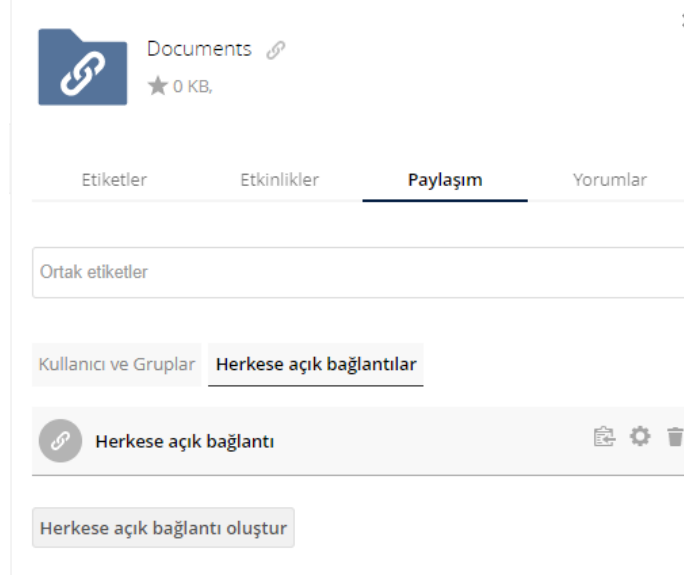 Documents
0 KB,
Etiketler Etkinlikler Paylaşım Yorumlar
Ortak etiketler
Kullanıcı ve Gruplar Herkese açık bağlantılar
Herkese açık bağlantı
Herkese açık bağlantı oluştur